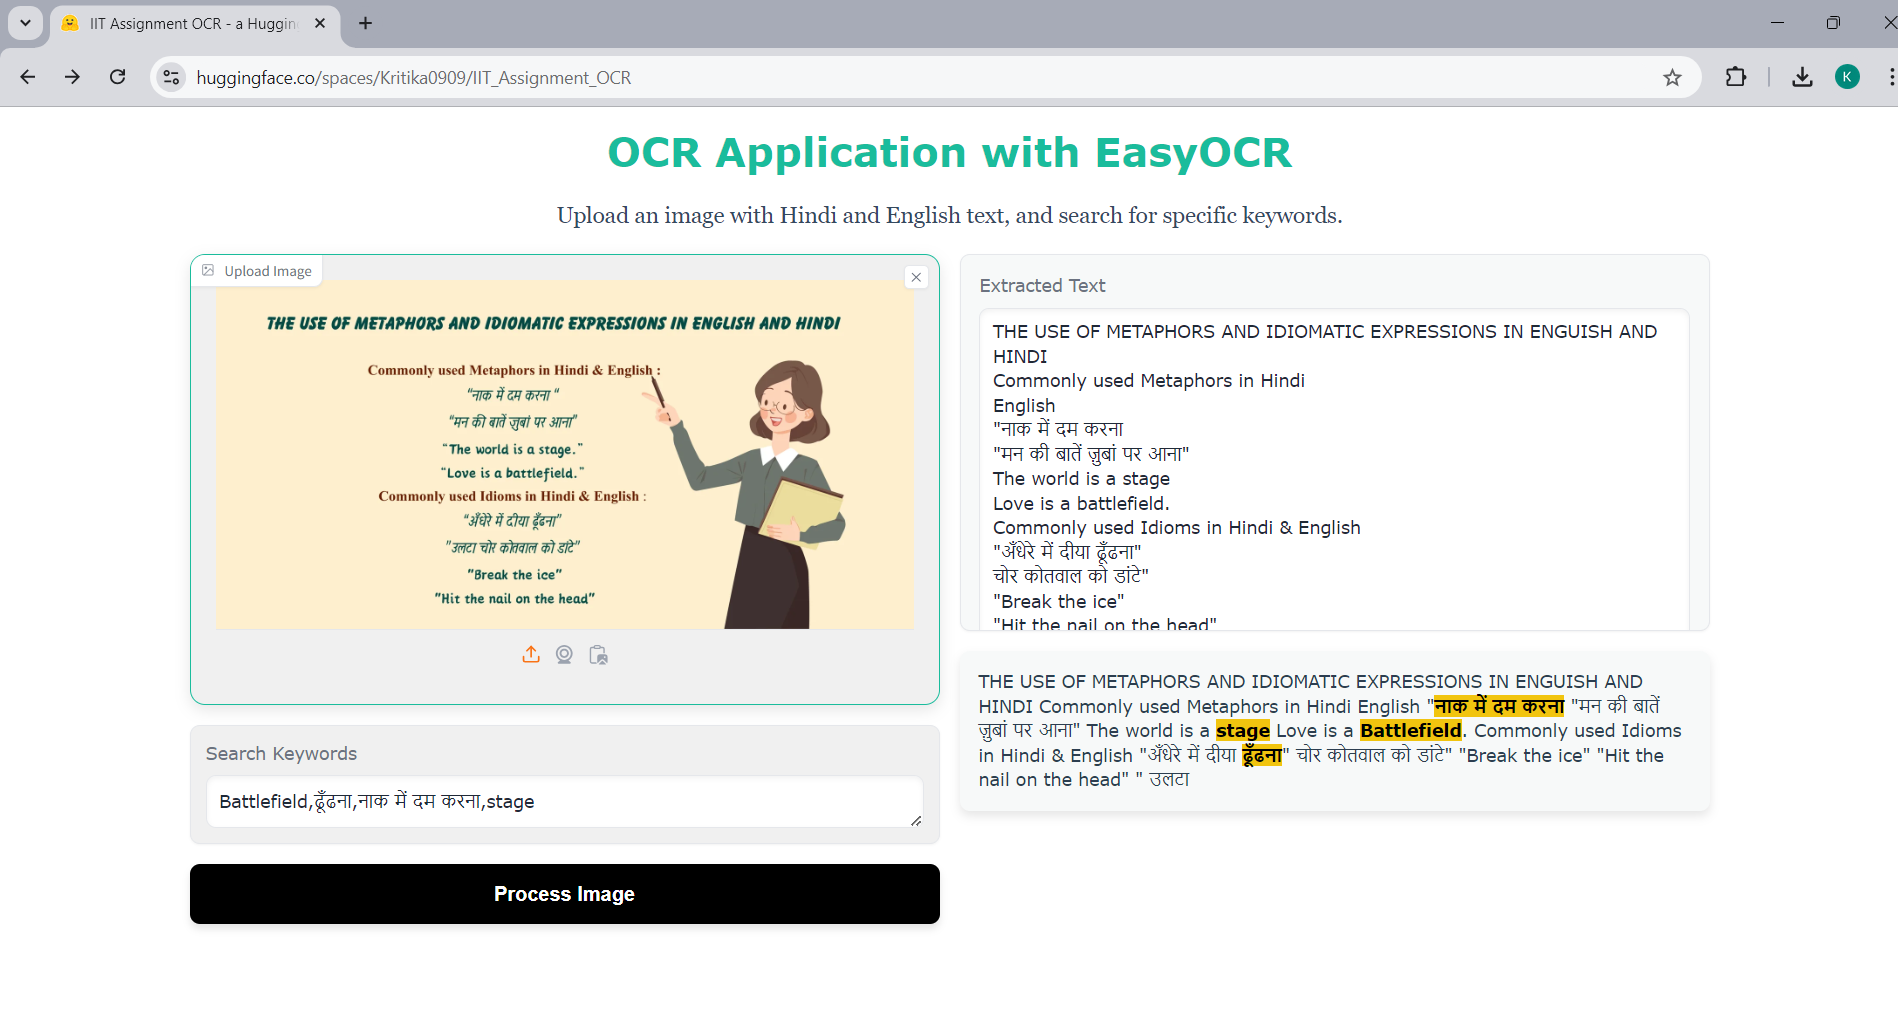 IIT Assignment OCR - a Hugging
huggingface.co/spaces/Kritika0909/IIT_Assignment_OCR
K
OCR Application with EasyOCR
Upload an image with Hindi and English text, and search for specific keywords.
Upload Image
THE USE OF METAPHORS AND IDIOMATIC EXPRESSIONS IN ENGLISH AND HINDI
Commonly used Metaphors in Hindi & English :
"नाक में दम करना "
"मन की बातें जुबां पर आना"
"The world is a stage."
"Love is a battlefield."
Commonly used Idioms in Hindi & English :
"अँधेरे में दीया ढूँढना"
"उलटा चोर कोतवाल को डांटे"
"Break the ice"
"Hit the nail on the head"
Search Keywords
Battlefield,ढूँढना,नाक में दम करना,stage
Process Image
Extracted Text
THE USE OF METAPHORS AND IDIOMATIC EXPRESSIONS IN ENGUISH AND
HINDI
Commonly used Metaphors in Hindi
English
"नाक में दम करना
"मन की बातें ज़ुबां पर आना"
The world is a stage
Love is a battlefield.
Commonly used Idioms in Hindi & English
"अँधेरे में दीया ढूँढना"
चोर कोतवाल को डांटे"
"Break the ice"
"Hit the nail on the head"
THE USE OF METAPHORS AND IDIOMATIC EXPRESSIONS IN ENGUISH AND
HINDI Commonly used Metaphors in Hindi English "नाक में दम करना "मन की बातें
ज़ुबां पर आना" The world is a stage Love is a Battlefield. Commonly used Idioms
in Hindi & English "अँधेरे में दीया ढूँढना" चोर कोतवाल को डांटे" "Break the ice" "Hit the
nail on the head" " उलटा